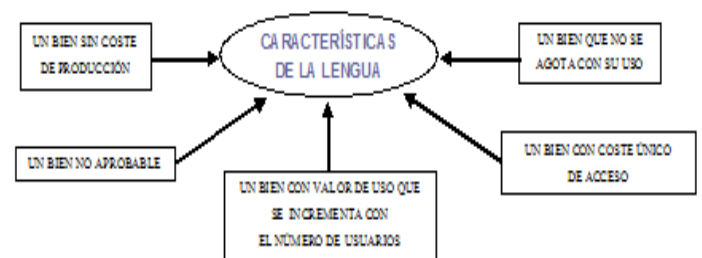 UN BIEN SIN COSTE
DE PRODUCCIÓN
CARACTERÍSTICAS
DE LA LENGUA
UN BIEN QUE NO SE
AGOTA CON SU USO
UN BIEN NO APROBABLE
UN BIEN CON VALOR DE USO QUE
SE INCREMENTA CON
EL NÚMERO DE USUARIOS
UN BIEN CON COSTE ÚNICO
DE ACCESO